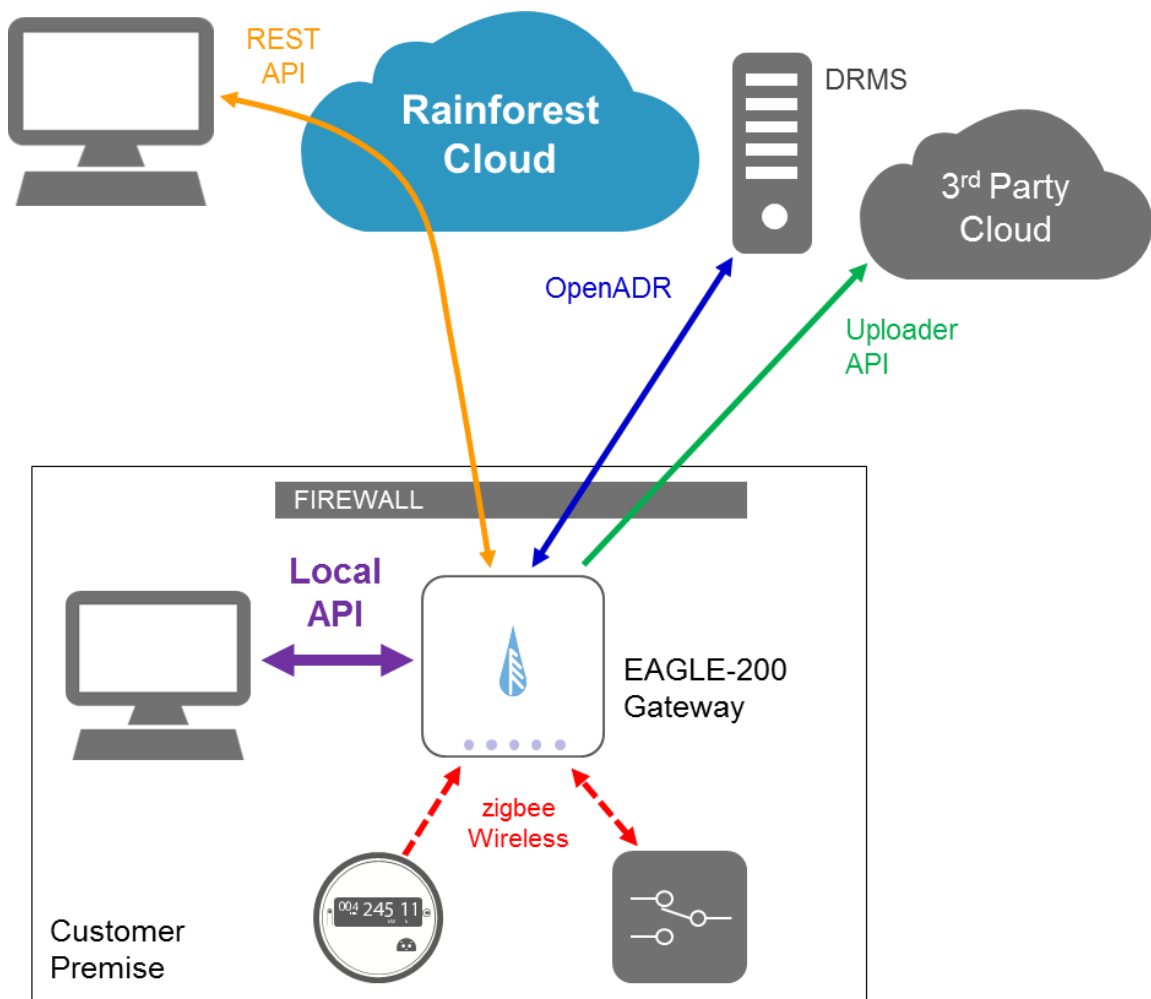 REST
API
Rainforest
Cloud
DRMS
3rd Party
Cloud
OpenADR
Uploader
API
FIREWALL
Local
API
EAGLE-200
Gateway
zigbee
Wireless
004 245 11
Customer
Premise